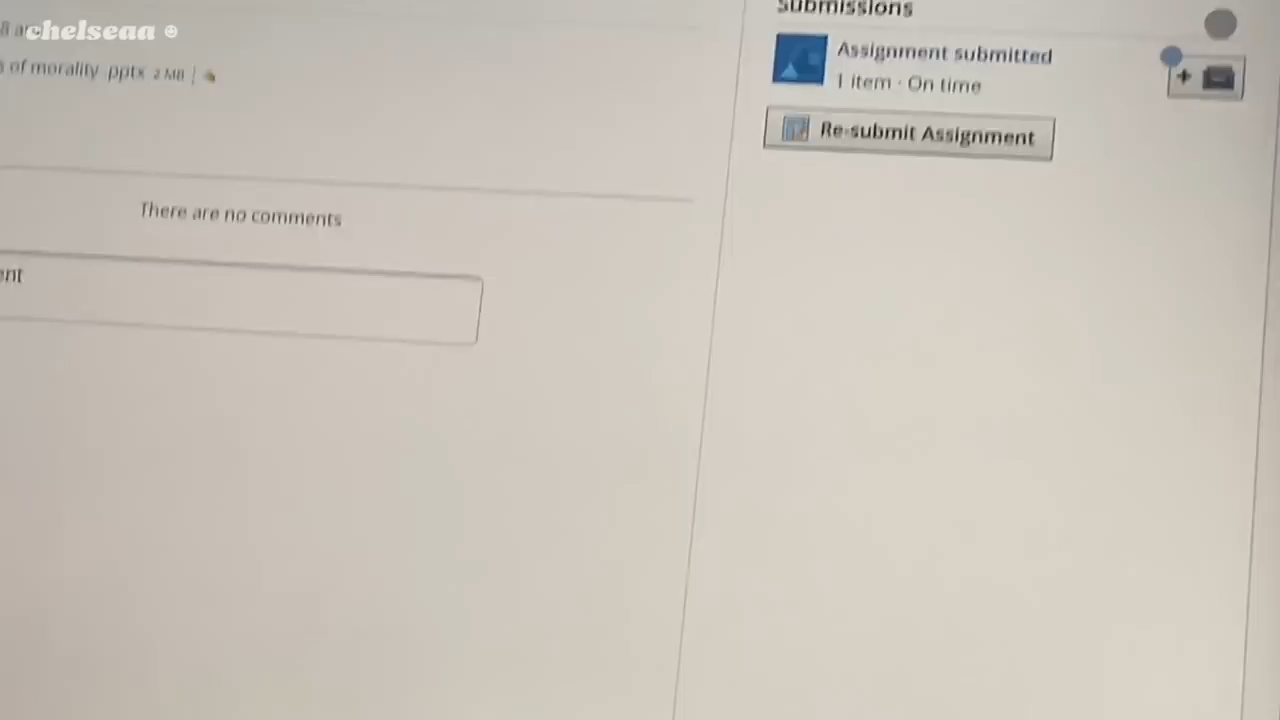 chelseaa ☺
Submissions
Assignment submitted
1 item · On time
Re-submit Assignment
of morality .pptx 2 MB
There are no comments